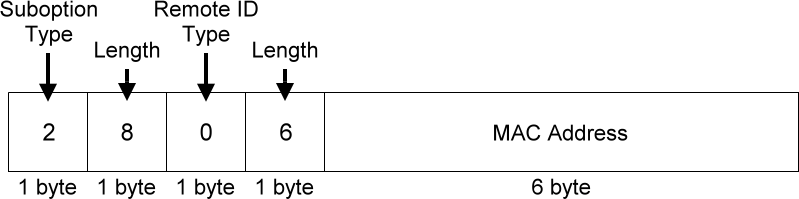 Suboption
Type
Length
Remote ID
Type
Length
2
8
0
6
MAC Address
1 byte
1 byte
1 byte
1 byte
6 byte